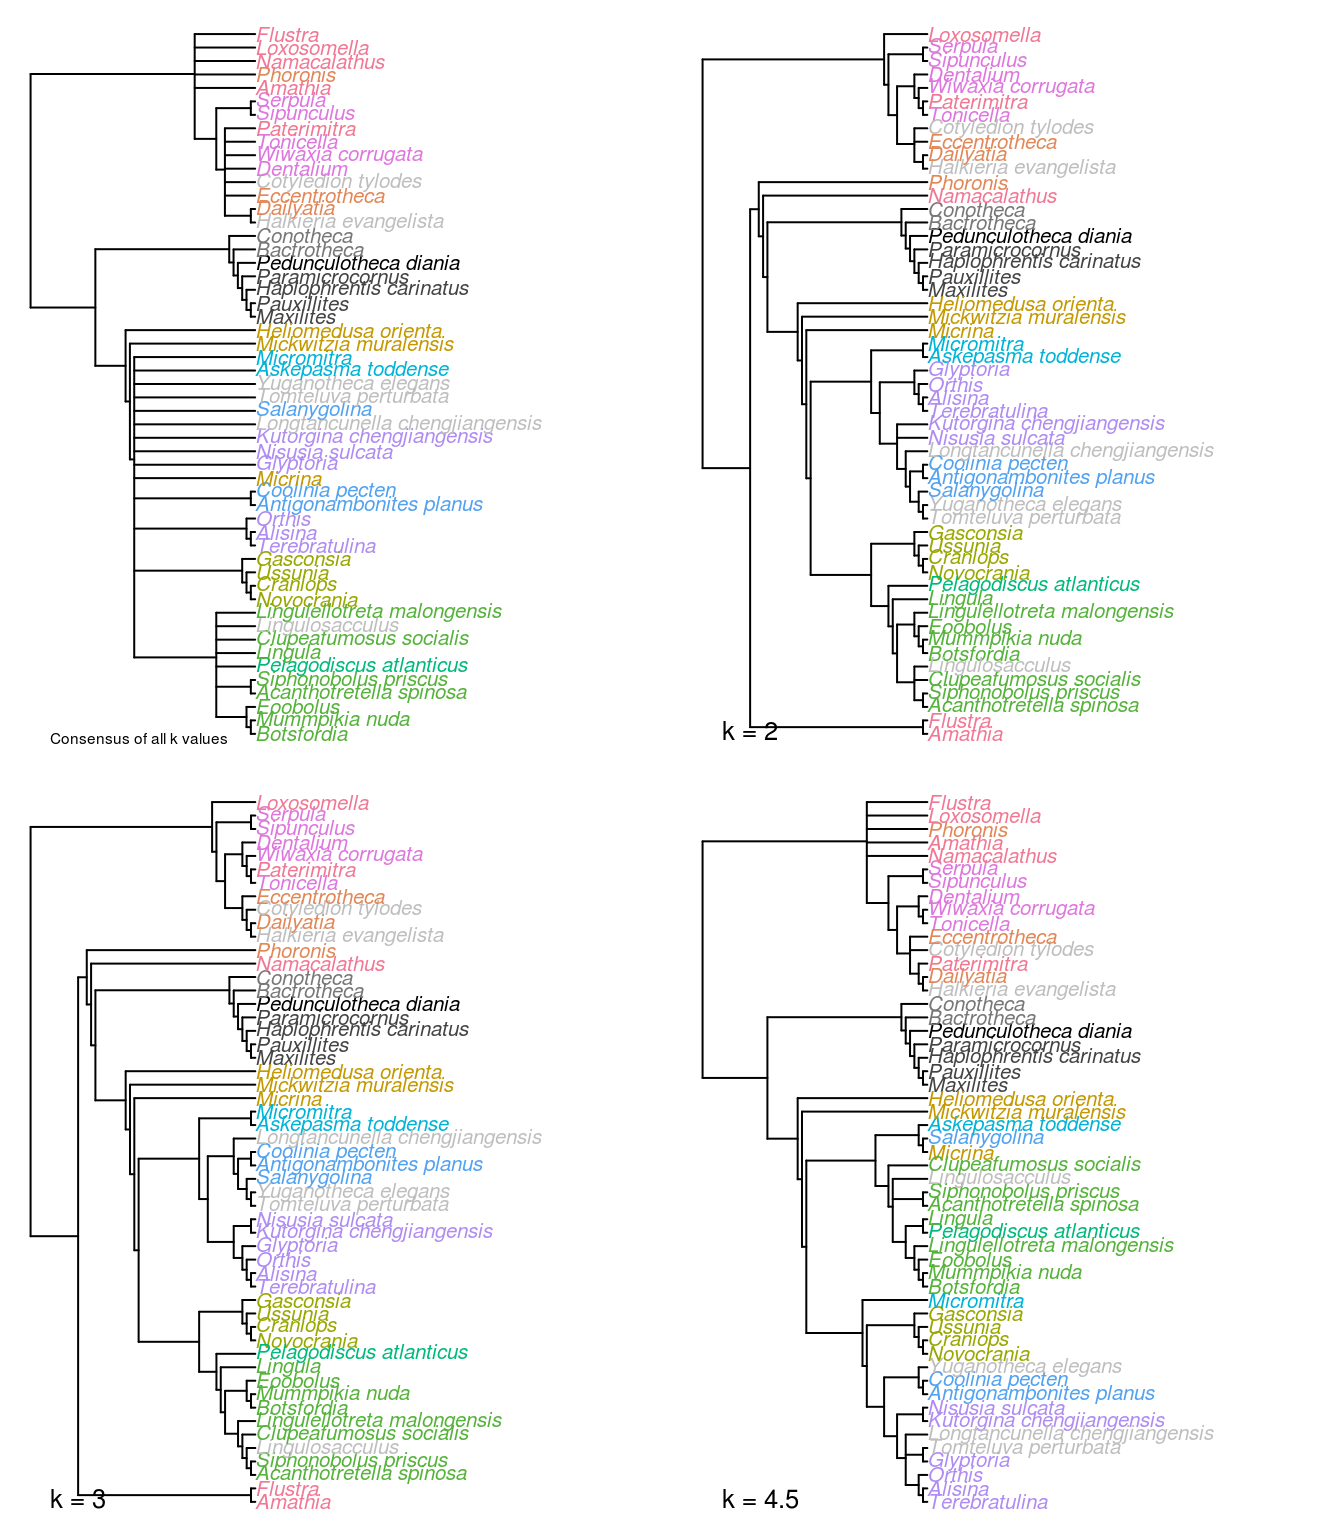 Flustra
Loxosomella
Namacalathus
Phoronis
Amathia
Serpula
Sipunculus
Paterimitra
Tonicella
Wiwaxia corrugata
Dentalium
Cotyledion tylodes
Eccentrotheca
Dailyatia
Halkieria evangelista
Conotheca
Bactrotheca
Pedunculotheca diania
Paramicrocornus
Haplophrentis carinatus
Pauxillites
Maxilites
Heliomedusa orienta.
Mickwitzia muralensis
Micromitra
Askepasma toddense
Yuganotheca elegans
Tomteluva perturbata
Salanygolina
Longtancunella chengjiangensis
Kutorgina chengjiangensis
Nisusia sulcata
Glyptoria
Micrina
Coolinia pecten
Antigonambonites planus
Orthis
Alisina
Terebratulina
Gasconsia
Ussunia
Craniops
Novocrania
Lingulellotreta malongensis
Lingulosacculus
Clupeafumosus socialis
Lingula
Pelagodiscus atlanticus
Siphonobolus priscus
Acanthotretella spinosa
Eoobolus
Mummpikia nuda
Botsfordia
Consensus of all k values
Loxosomella
Serpula
Sipunculus
Dentalium
Wiwaxia corrugata
Paterimitra
Tonicella
Cotyledion tylodes
Eccentrotheca
Dailyatia
Halkieria evangelista
Phoronis
Namacalathus
Conotheca
Bactrotheca
Pedunculotheca diania
Paramicrocornus
Haplophrentis carinatus
Pauxillites
Maxilites
Heliomedusa orienta.
Mickwitzia muralensis
Micrina
Micromitra
Askepasma toddense
Glyptoria
Orthis
Alisina
Terebratulina
Kutorgina chengjiangensis
Nisusia sulcata
Longtancunella chengjiangensis
Coolinia pecten
Antigonambonites planus
Salanygolina
Yuganotheca elegans
Tomteluva perturbata
Gasconsia
Ussunia
Craniops
Novocrania
Pelagodiscus atlanticus
Lingula
Lingulellotreta malongensis
Eoobolus
Mummpikia nuda
Botsfordia
Lingulosacculus
Clupeafumosus socialis
Siphonobolus priscus
Acanthotretella spinosa
Flustra
Amathia
k = 2
Loxosomella
Serpula
Sipunculus
Dentalium
Wiwaxia corrugata
Paterimitra
Tonicella
Eccentrotheca
Cotyledion tylodes
Dailyatia
Halkieria evangelista
Phoronis
Namacalathus
Conotheca
Bactrotheca
Pedunculotheca diania
Paramicrocornus
Haplophrentis carinatus
Pauxillites
Maxilites
Heliomedusa orienta.
Mickwitzia muralensis
Micrina
Micromitra
Askepasma toddense
Longtancunella chengjiangensis
Coolinia pecten
Antigonambonites planus
Salanygolina
Yuganotheca elegans
Tomteluva perturbata
Nisusia sulcata
Kutorgina chengjiangensis
Glyptoria
Orthis
Alisina
Terebratulina
Gasconsia
Ussunia
Craniops
Novocrania
Pelagodiscus atlanticus
Lingula
Eoobolus
Mummpikia nuda
Botsfordia
Lingulellotreta malongensis
Clupeafumosus socialis
Lingulosacculus
Siphonobolus priscus
Acanthotretella spinosa
Flustra
Amathia
k = 3
Flustra
Loxosomella
Phoronis
Amathia
Namacalathus
Serpula
Sipunculus
Dentalium
Wiwaxia corrugata
Tonicella
Eccentrotheca
Cotyledion tylodes
Paterimitra
Dailyatia
Halkieria evangelista
Conotheca
Bactrotheca
Pedunculotheca diania
Paramicrocornus
Haplophrentis carinatus
Pauxillites
Maxilites
Heliomedusa orienta.
Mickwitzia muralensis
Askepasma toddense
Salanygolina
Micrina
Clupeafumosus socialis
Lingulosacculus
Siphonobolus priscus
Acanthotretella spinosa
Lingula
Pelagodiscus atlanticus
Lingulellotreta malongensis
Eoobolus
Mummpikia nuda
Botsfordia
Micromitra
Gasconsia
Ussunia
Craniops
Novocrania
Yuganotheca elegans
Coolinia pecten
Antigonambonites planus
Nisusia sulcata
Kutorgina chengjiangensis
Longtancunella chengjiangensis
Tomteluva perturbata
Glyptoria
Orthis
Alisina
Terebratulina
k = 4.5